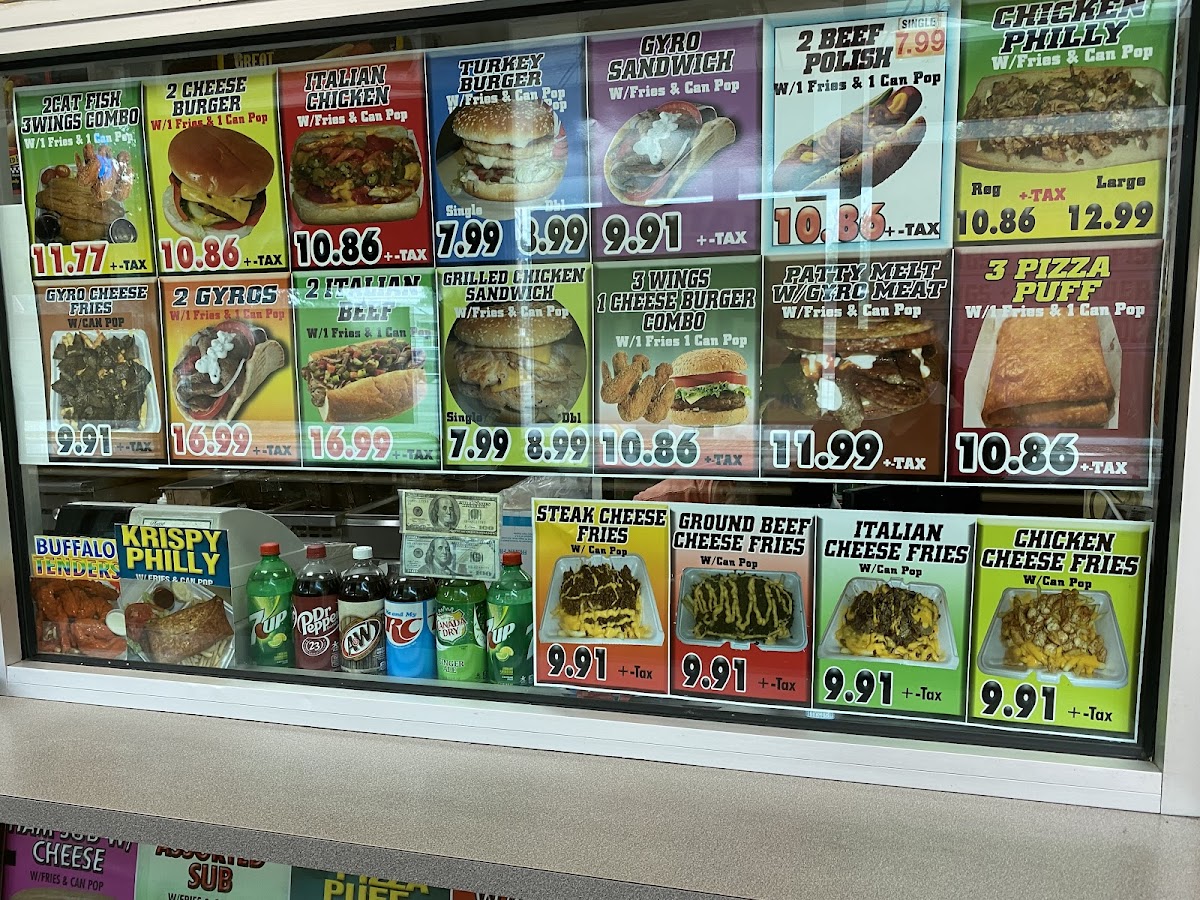 GREAT
2CAT FISH
3WINGS COMBO
W/1 Fries & 1 Can Pop
11.77 +-TAX
2 CHEESE
BURGER
W/1 Fries & 1 Can Pop
10.86 +-TAX
ITALIAN
CHICKEN
W/Fries & Can Pop
10.86 +-TAX
TURKEY
BURGER
W/Fries & Can Pop
Single Dbl
7.99 8.99
GYRO
SANDWICH
W/Fries & Can Pop
9.91 +-TAX
2 BEEF
POLISH
SINGLE
7.99
W/1 Fries & 1 Can Pop
10.86 +-TAX
CHICKEN
PHILLY
W/Fries & Can Pop
Reg +-TAX Large
10.86 12.99
GYRO CHEESE
FRIES
W/CAN POP
9.91 +-TAX
2 GYROS
W/1 Fries & 1 Can Pop
16.99 +-TAX
2 ITALIAN
BEEF
W/1 Fries & 1 Can Pop
16.99 +-TAX
GRILLED CHICKEN
SANDWICH
W/Fries & Can Pop
Single Dbl
7.99 8.99
3 WINGS
1 CHEESE BURGER
COMBO
W/1 Fries 1 Can Pop
10.86 +-TAX
PATTY MELT
W/GYRO MEAT
W/Fries & Can Pop
11.99 +-TAX
3 PIZZA
PUFF
W/1 Fries & 1 Can Pop
10.86 +-TAX
BUFFALO
TENDERS
KRISPY
PHILLY
W/ FRIES & CAN POP
7UP
Dr Pepper
23
A&W
RC
CANADA
DRY
7UP
STEAK CHEESE
FRIES
W/ Can Pop
9.91 +-Tax
GROUND BEEF
CHEESE FRIES
W/Can Pop
9.91 +-Tax
ITALIAN
CHEESE FRIES
W/Can Pop
9.91 +-Tax
CHICKEN
CHEESE FRIES
W/Can Pop
9.91 +-Tax
HAM SUB W/
CHEESE
W/FRIES & CAN POP
ASSORTED
SUB
PIZZA
PUFF